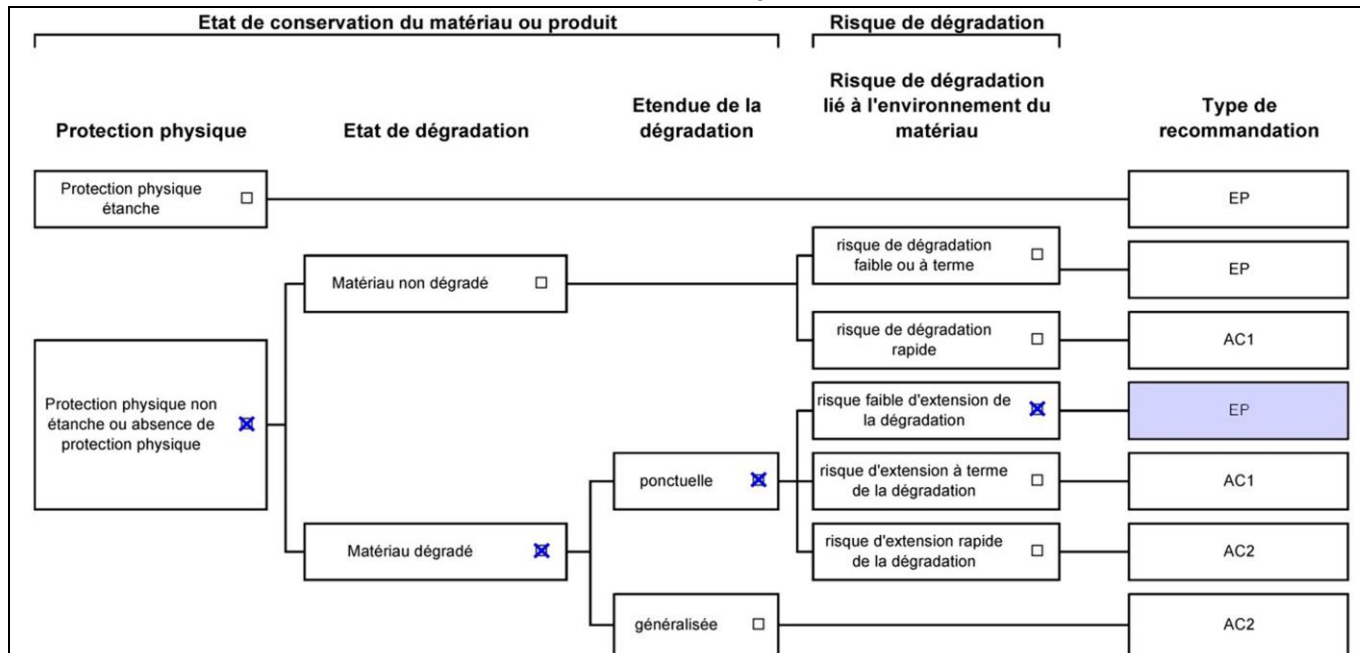 Etat de conservation du matériau ou produit
Risque de dégradation
Protection physique
Etat de dégradation
Etendue de la
dégradation
Risque de dégradation
lié à l'environnement du
matériau
Type de
recommandation
Protection physique
étanche
EP
Matériau non dégradé
risque de dégradation
faible ou à terme
EP
risque de dégradation
rapide
AC1
Protection physique non
étanche ou absence de
protection physique
risque faible d'extension de
la dégradation
EP
ponctuelle
risque d'extension à terme
de la dégradation
AC1
Matériau dégradé
risque d'extension rapide
de la dégradation
AC2
généralisée
AC2